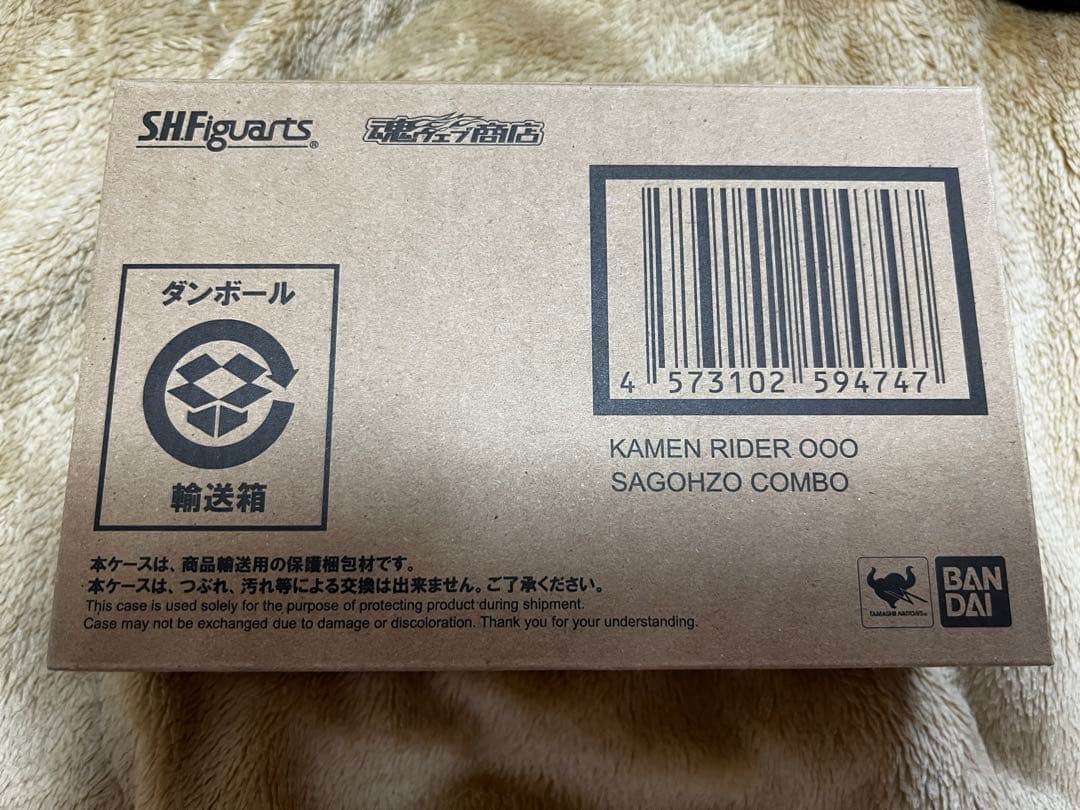 S.H.Figuarts®
魂ウェブ商店
4 573102 594747
KAMEN RIDER OOO
SAGOHZO COMBO
ダンボール
輸送箱
本ケースは、商品輸送用の保護梱包材です。
本ケースは、つぶれ、汚れ等による交換は出来ません。ご了承ください。
This case is used solely for the purpose of protecting product during shipment.
Case may not be exchanged due to damage or discoloration. Thank you for your understanding.
TAMASHII NATIONS™
BAN
DAI